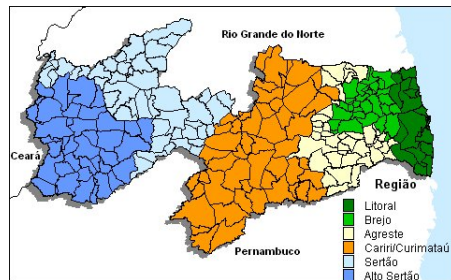 Rio Grande do Norte
Ceará
Pernambuco
Região
Litoral
Brejo
Agreste
Cariri/Curimataú
Sertão
Alto Sertão